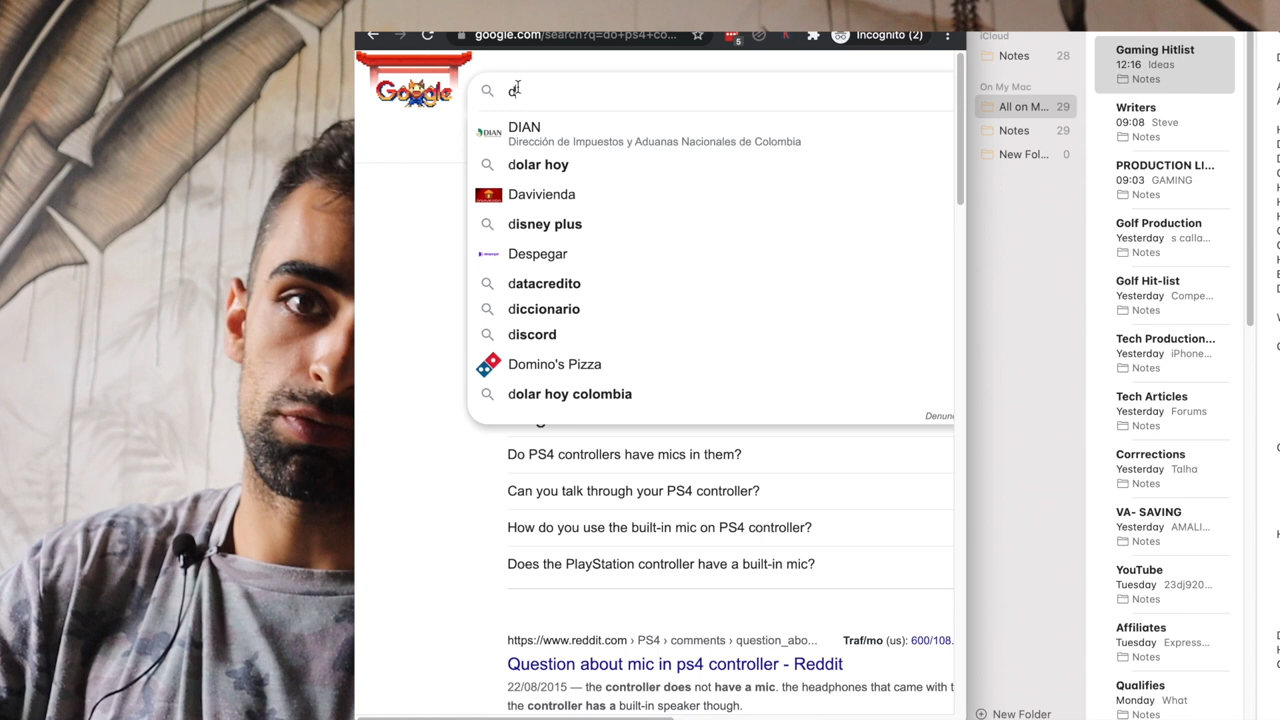 google.com/search?q=do+ps4+co...
5
Incognito (2)
Google
d
DIAN
DIAN
Dirección de Impuestos y Aduanas Nacionales de Colombia
dolar hoy
Davivienda
disney plus
Despegar
datacredito
diccionario
discord
Domino's Pizza
dolar hoy colombia
Do PS4 controllers have mics in them?
Can you talk through your PS4 controller?
How do you use the built-in mic on PS4 controller?
Does the PlayStation controller have a built-in mic?
https://www.reddit.com › PS4 › comments › question_abo...
Traf/mo (us): 600/108.
Question about mic in ps4 controller - Reddit
22/08/2015 — the controller does not have a mic. the headphones that came with t
the controller has a built-in speaker though.
iCloud
Notes 28
On My Mac
All on M... 29
Notes 29
New Fol... 0
New Folder
Gaming Hitlist
12:16 Ideas
Notes
Writers
09:08 Steve
Notes
PRODUCTION LI...
09:03 GAMING
Notes
Golf Production
Yesterday s calla...
Notes
Golf Hit-list
Yesterday Compe...
Notes
Tech Production...
Yesterday iPhone...
Notes
Tech Articles
Yesterday Forums
Notes
Corrrections
Yesterday Talha
Notes
VA- SAVING
Yesterday AMALI...
Notes
YouTube
Tuesday 23dj920...
Notes
Affiliates
Tuesday Express...
Notes
Qualifies
Monday What
Notes